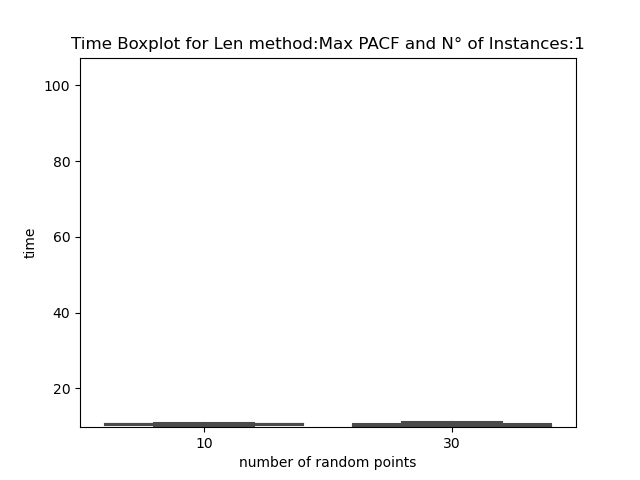 Time Boxplot for Len method:Max PACF and N° of Instances:1
100
80
60
40
20
time
10 30
number of random points